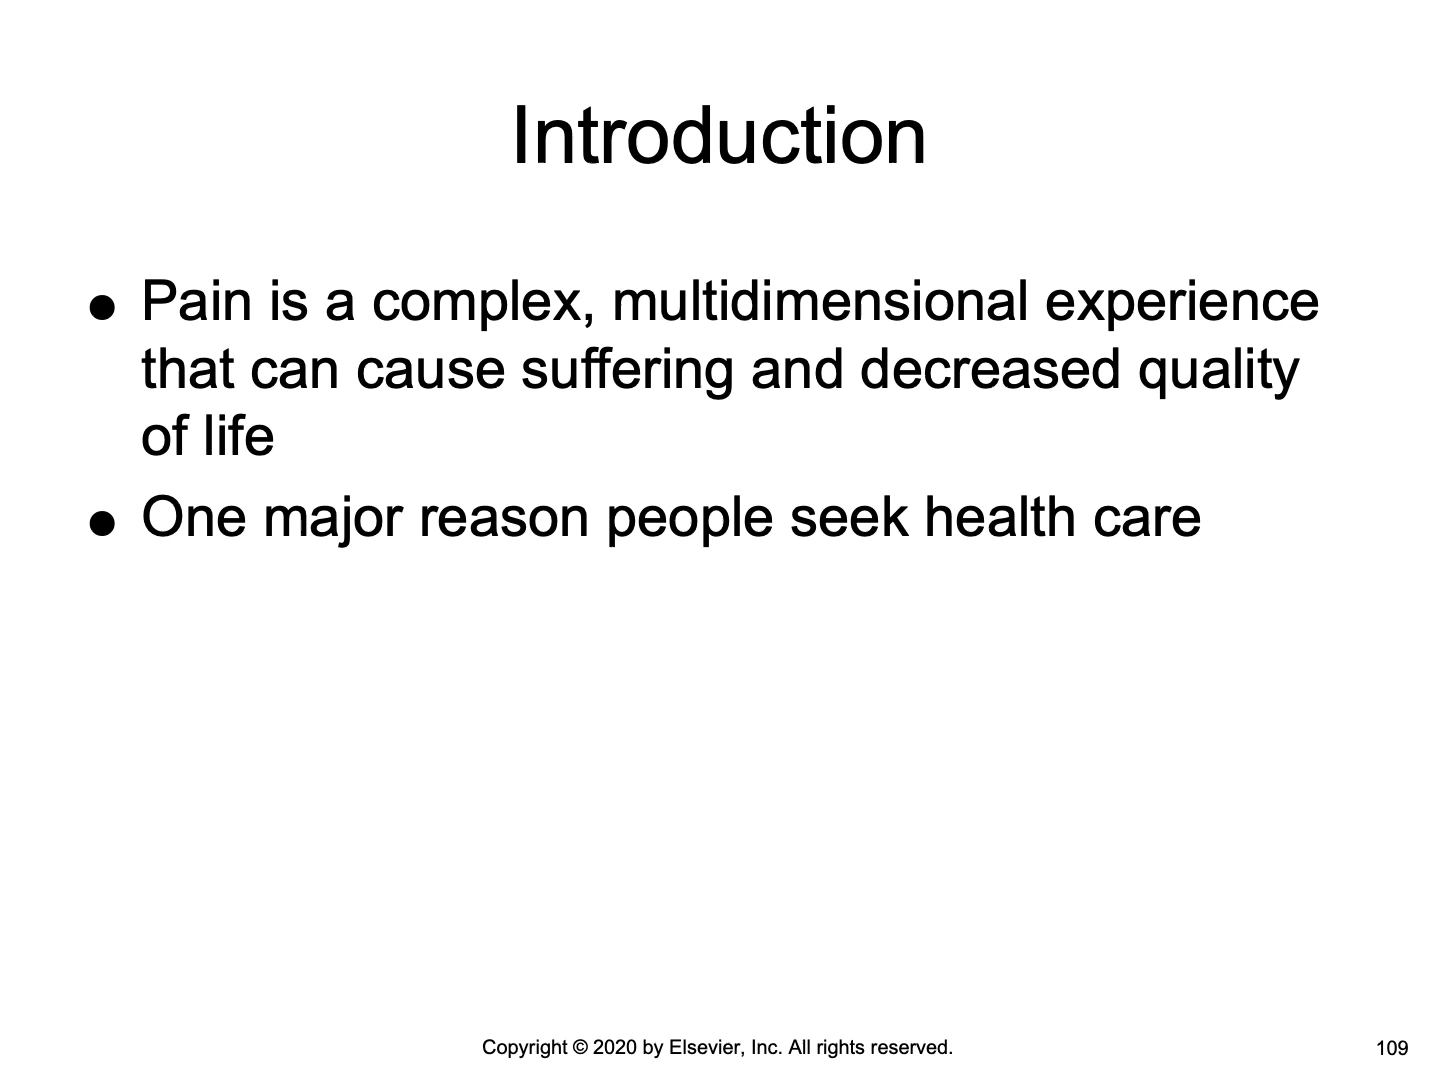 Introduction
● Pain is a complex, multidimensional experience
that can cause suffering and decreased quality
of life
● One major reason people seek health care
Copyright © 2020 by Elsevier, Inc. All rights reserved.
109